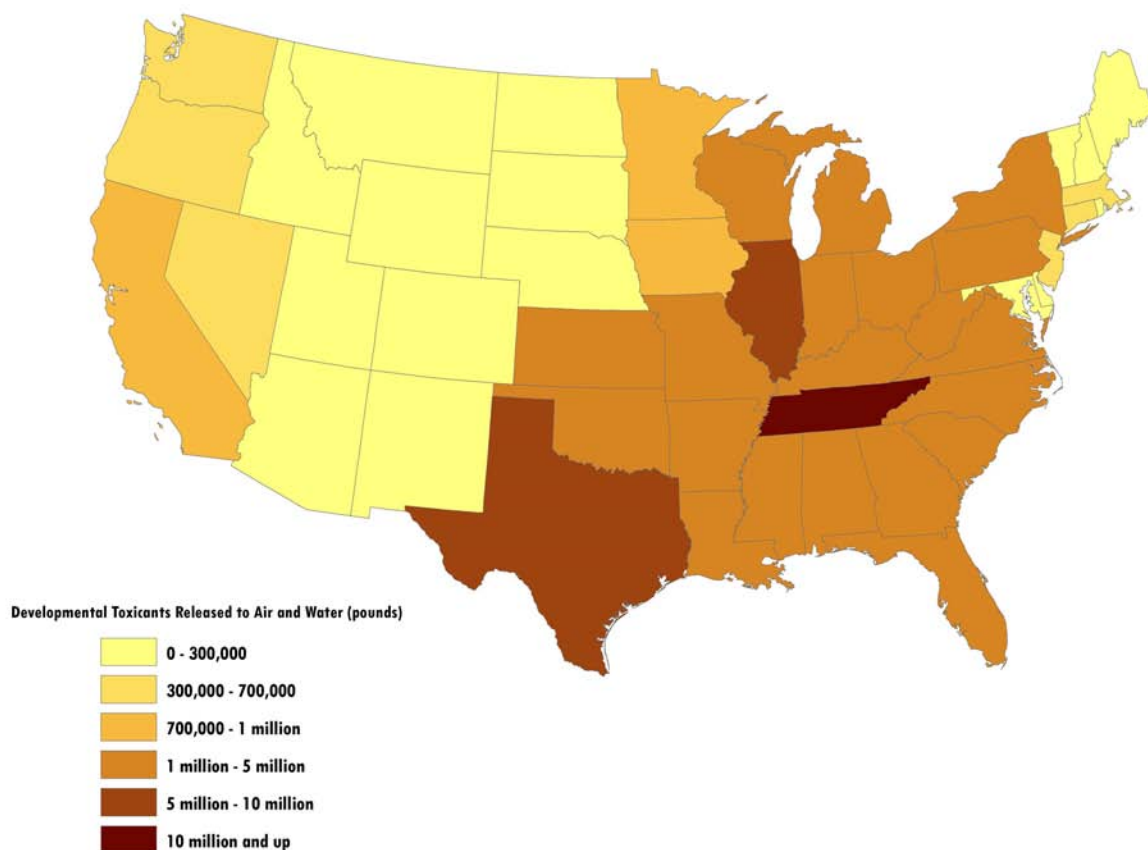 Developmental Toxicants Released to Air and Water (pounds)
0 - 300,000
300,000 - 700,000
700,000 - 1 million
1 million - 5 million
5 million - 10 million
10 million and up